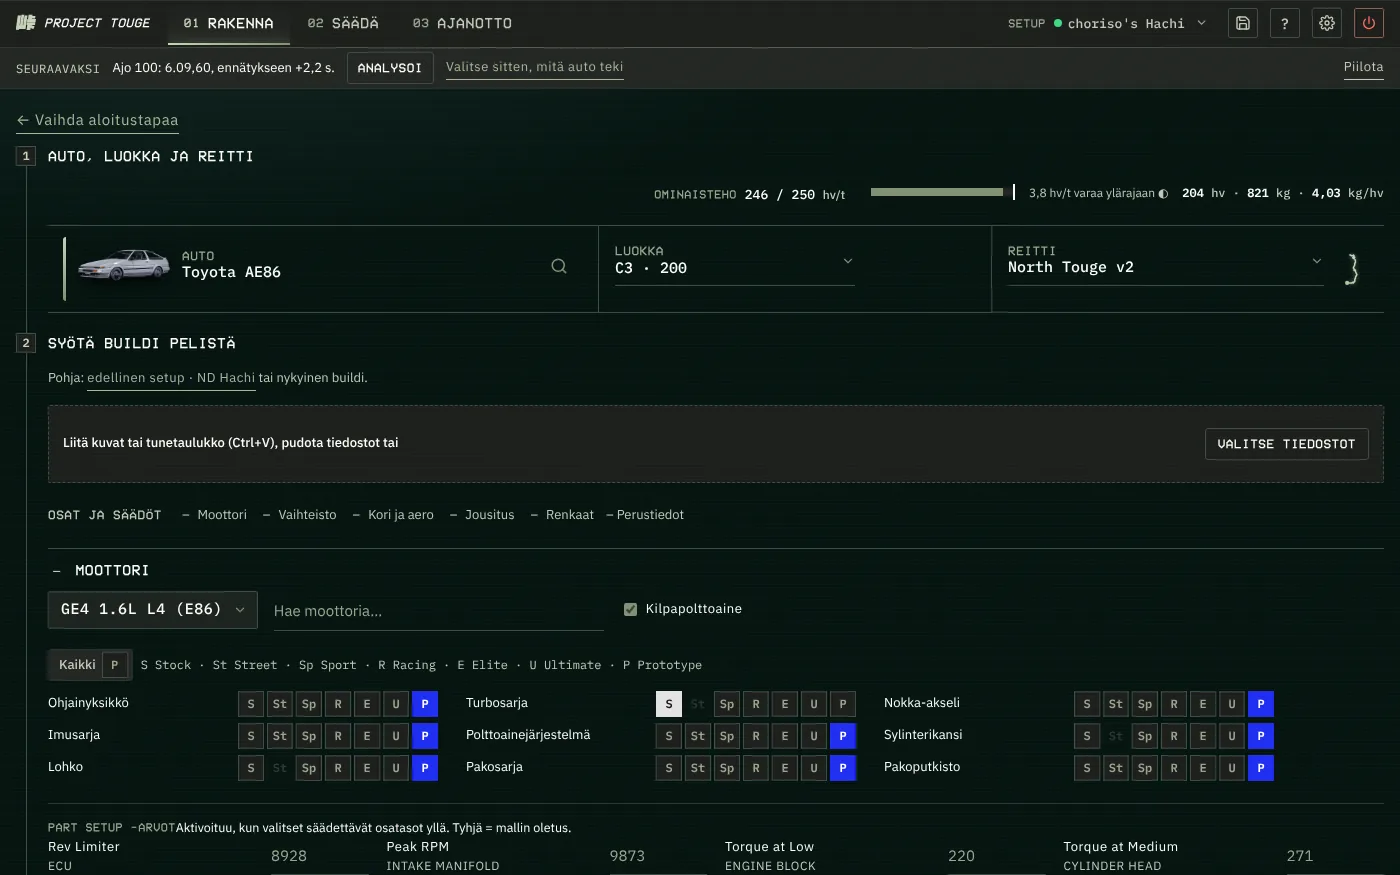 PROJECT TOUGE 01 RAKENNA 02 SÄÄDÄ 03 AJANOTTO SETUP choriso's Hachi ?
SEURAAVAKSI Ajo 100: 6.09,60, ennätykseen +2,2 s. ANALYSOI Valitse sitten, mitä auto teki Piilota
← Vaihda aloitustapaa
1 AUTO, LUOKKA JA REITTI
OMINAISTEHO 246 / 250 hv/t 3,8 hv/t varaa ylärajaan 204 hv · 821 kg · 4,03 kg/hv
AUTO
Toyota AE86
LUOKKA
C3 · 200
REITTI
North Touge v2
2 SYÖTÄ BUILDI PELISTÄ
Pohja: edellinen setup · ND Hachi tai nykyinen buildi.
Liitä kuvat tai tunetaulukko (Ctrl+V), pudota tiedostot tai VALITSE TIEDOSTOT
OSAT JA SÄÄDÖT – Moottori – Vaihteisto – Kori ja aero – Jousitus – Renkaat – Perustiedot
– MOOTTORI
GE4 1.6L L4 (E86) Hae moottoria... Kilpapolttoaine
Kaikki P S Stock · St Street · Sp Sport · R Racing · E Elite · U Ultimate · P Prototype
Ohjainyksikkö S St Sp R E U P Turbosarja S St Sp R E U P Nokka-akseli S St Sp R E U P
Imusarja S St Sp R E U P Polttoainejärjestelmä S St Sp R E U P Sylinterikansi S St Sp R E U P
Lohko S St Sp R E U P Pakosarja S St Sp R E U P Pakoputkisto S St Sp R E U P
PART SETUP -ARVOT Aktivoituu, kun valitset säädettävät osatasot yllä. Tyhjä = mallin oletus.
Rev Limiter
ECU
8928
Peak RPM
INTAKE MANIFOLD
9873
Torque at Low
ENGINE BLOCK
220
Torque at Medium
CYLINDER HEAD
271